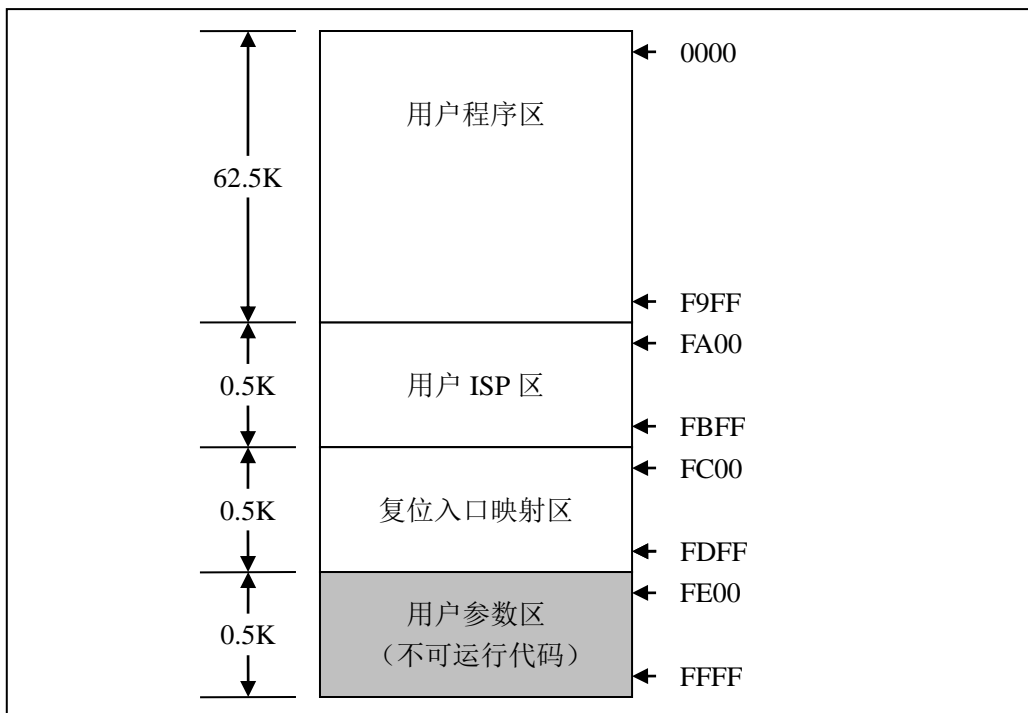 0000
用户程序区
62.5K
F9FF
FA00
0.5K
用户 ISP 区
FBFF
FC00
0.5K
复位入口映射区
FDFF
FE00
用户参数区
0.5K
（不可运行代码）
FFFF